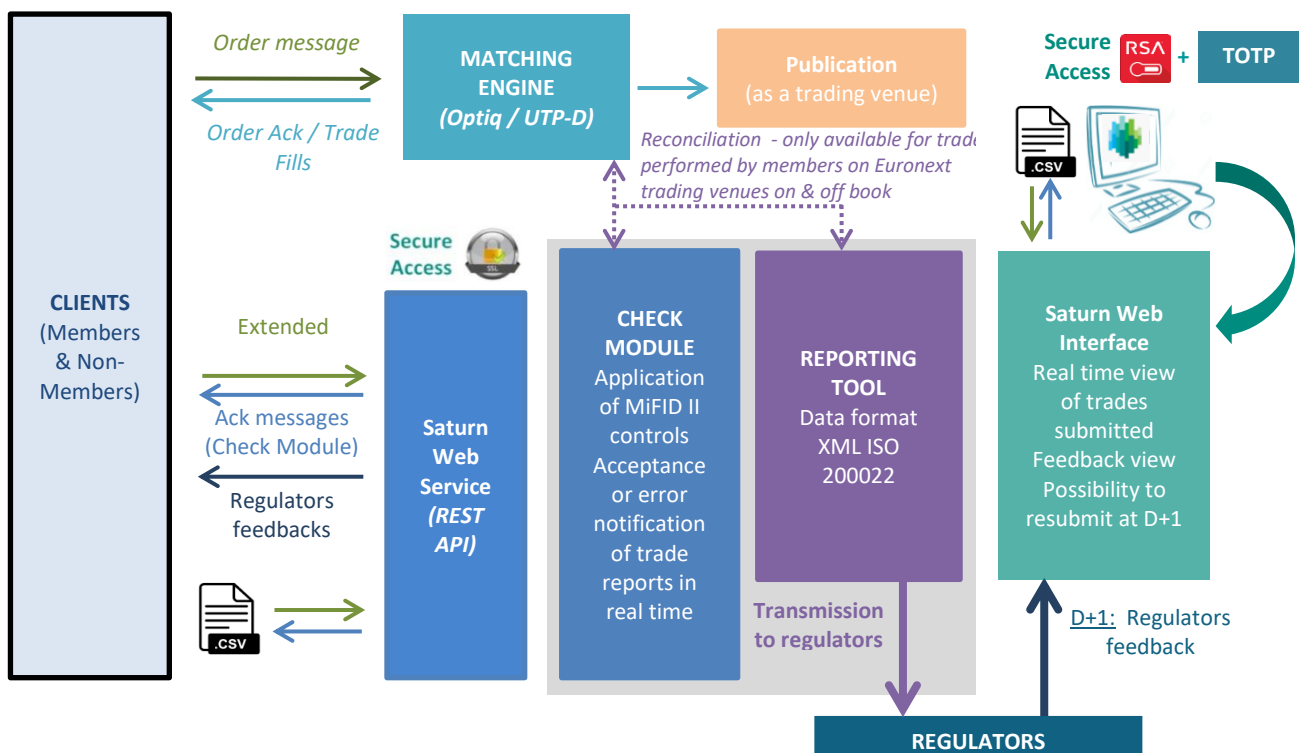 Order message
Order Ack / Trade
Fills
MATCHING
ENGINE
(Optiq / UTP-D)
Publication
(as a trading venue)
Secure
Access
RSA
+
TOTP
.CSV
Reconciliation - only available for trade
performed by members on Euronext
trading venues on & off book
Secure
Access
SSL
CLIENTS
(Members
& Non-
Members)
Extended
Ack messages
(Check Module)
Regulators
feedbacks
.CSV
Saturn
Web
Service
(REST
API)
CHECK
MODULE
Application
of MiFID II
controls
Acceptance
or error
notification
of trade
reports in
real time
REPORTING
TOOL
Data format
XML ISO
200022
Transmission
to regulators
Saturn Web
Interface
Real time view
of trades
submitted
Feedback view
Possibility to
resubmit at D+1
D+1: Regulators
feedback
REGULATORS